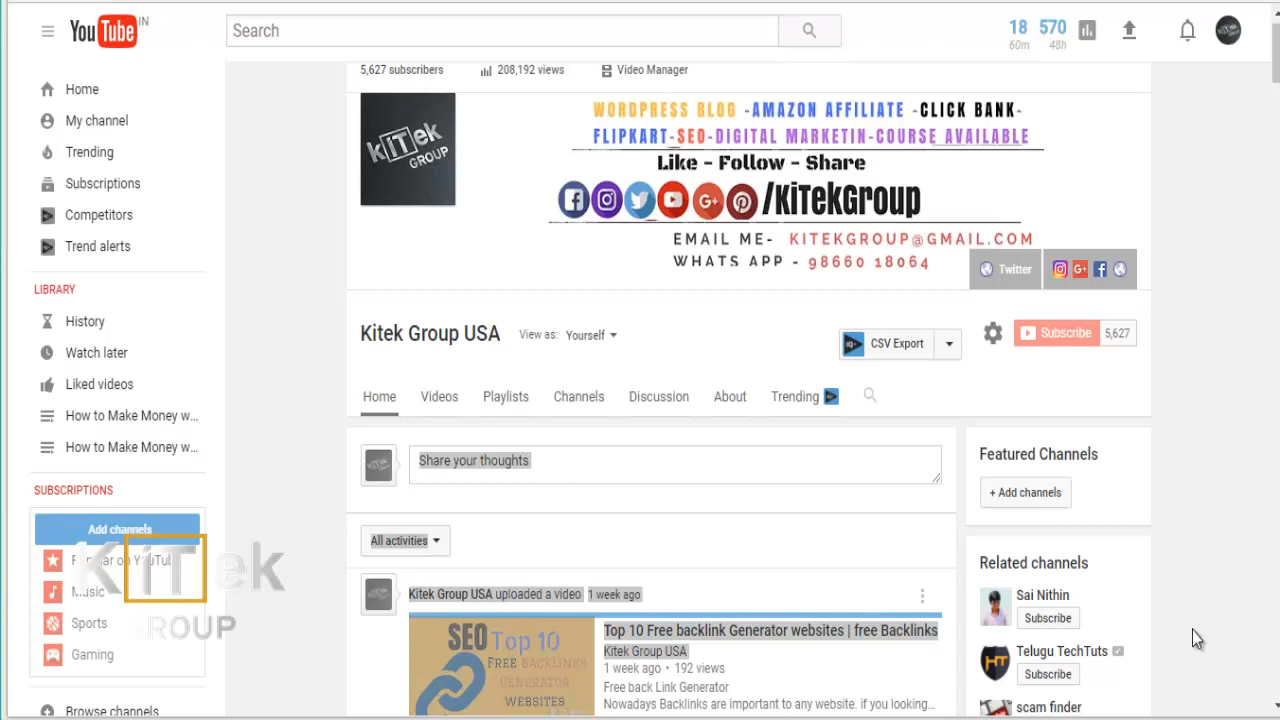 YouTube IN
Search
18 570
60m 48h
Home
My channel
Trending
Subscriptions
Competitors
Trend alerts
LIBRARY
History
Watch later
Liked videos
How to Make Money w...
How to Make Money w...
SUBSCRIPTIONS
Add channels
Popular on YouTube
Music
Sports
Gaming
Browse channels
KiTek
GROUP
5,627 subscribers
208,192 views
Video Manager
KiTek
GROUP
WORDPRESS BLOG -AMAZON AFFILIATE -CLICK BANK-
FLIPKART-SEO-DIGITAL MARKETIN-COURSE AVAILABLE
Like - Follow - Share
/KiTekGroup
EMAIL ME- KITEKGROUP@GMAIL.COM
WHATS APP - 98660 18064
Twitter
Kitek Group USA
View as: Yourself
CSV Export
Subscribe 5,627
Home Videos Playlists Channels Discussion About Trending
Share your thoughts
All activities
Kitek Group USA uploaded a video 1 week ago
SEO Top 10
FREE BACKLINKS
GENERATOR
WEBSITES
Top 10 Free backlink Generator websites | free Backlinks
Kitek Group USA
1 week ago • 192 views
Free back Link Generator
Nowadays Backlinks are important to any website. if you looking...
Featured Channels
+ Add channels
Related channels
Sai Nithin
Subscribe
HT
Telugu TechTuts
Subscribe
scam finder